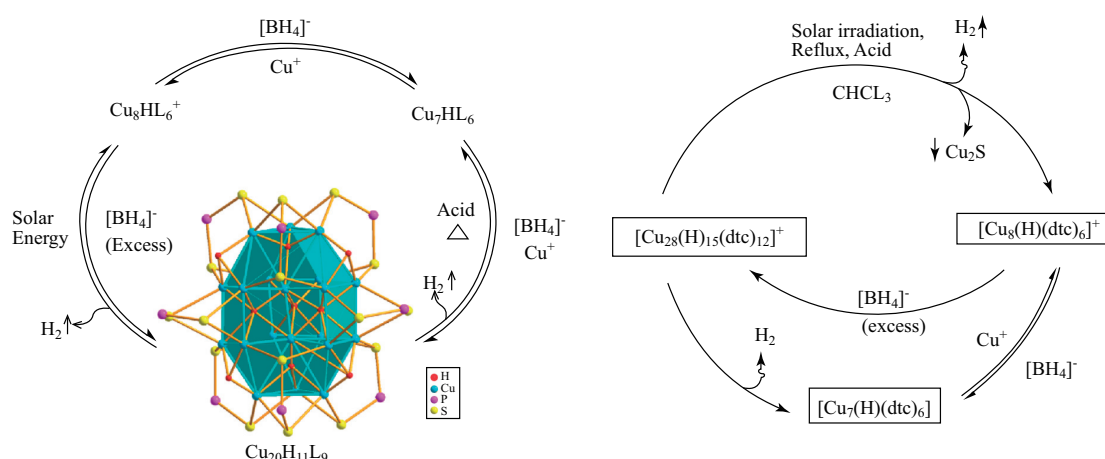 [BH₄]⁻
Cu⁺
Cu₈HL₆⁺
Cu₇HL₆
Solar
Energy
[BH₄]⁻
(Excess)
H₂↑
Acid
△
[BH₄]⁻
Cu⁺
H₂↑
H
Cu
P
S
Cu₂₀H₁₁L₉
Solar irradiation,
Reflux, Acid
H₂↑
CHCL₃
↓Cu₂S
[Cu₂₈(H)₁₅(dtc)₁₂]⁺
[Cu₈(H)(dtc)₆]⁺
[BH₄]⁻
(excess)
H₂
Cu⁺
[BH₄]⁻
[Cu₇(H)(dtc)₆]